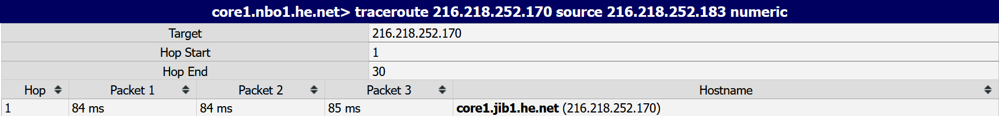 core1.nbo1.he.net> traceroute 216.218.252.170 source 216.218.252.183 numeric
Target 216.218.252.170
Hop Start 1
Hop End 30
Hop Packet 1 Packet 2 Packet 3 Hostname
1 84 ms 84 ms 85 ms core1.jib1.he.net (216.218.252.170)